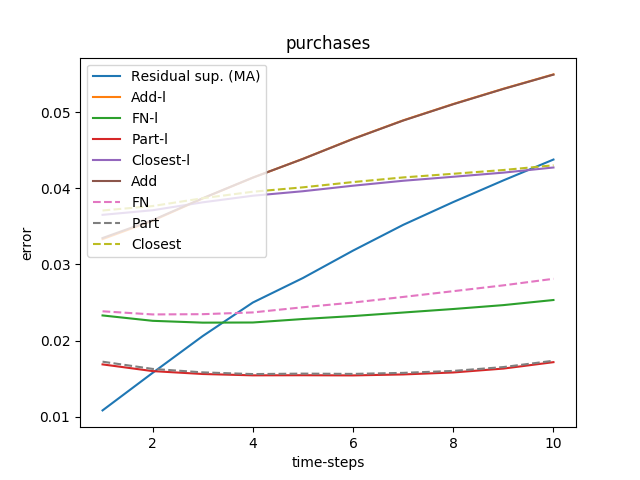 purchases
Residual sup. (MA)
Add-l
FN-l
Part-l
Closest-l
Add
FN
Part
Closest
0.05
0.04
0.03
0.02
0.01
error
2 4 6 8 10
time-steps